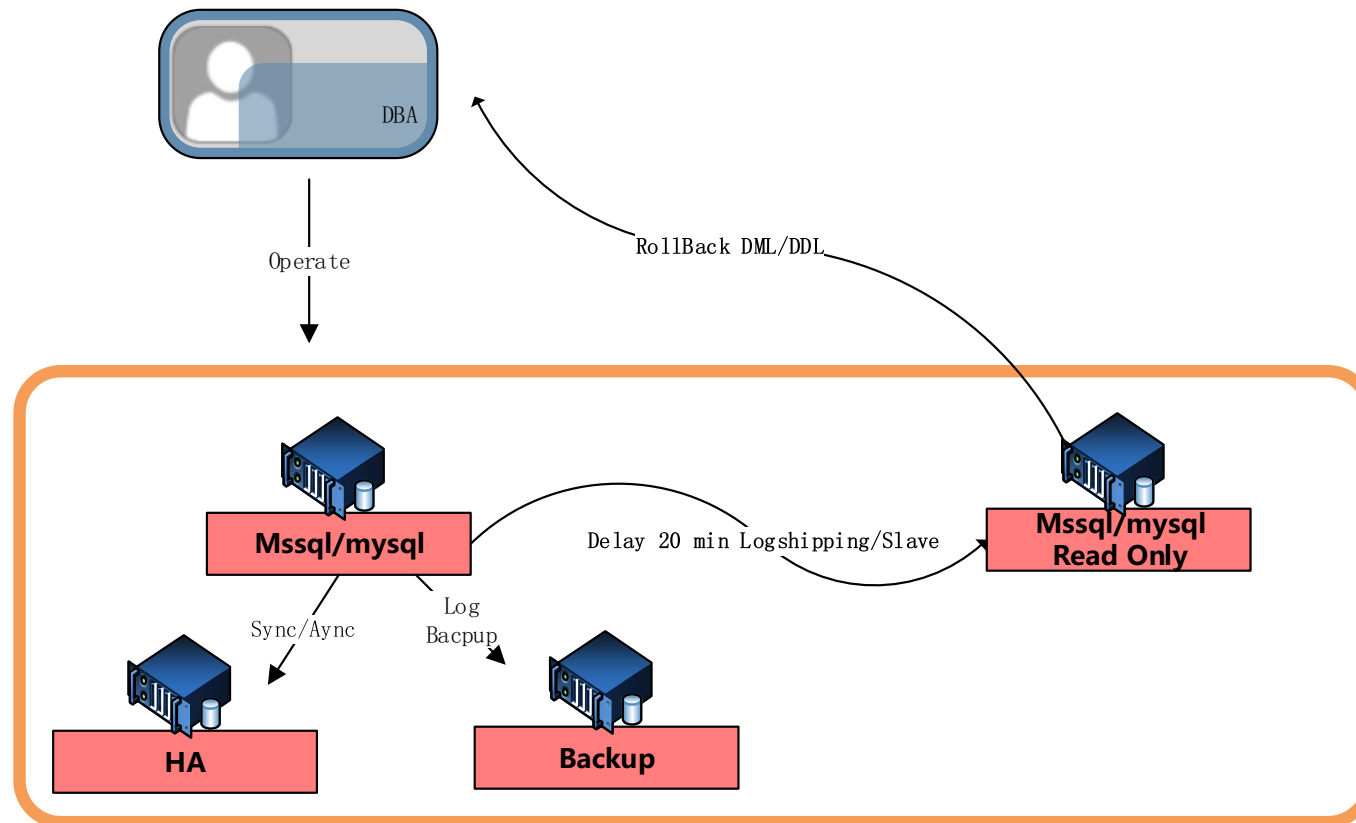 DBA
RollBack DML/DDL
Operate
Mssql/mysql
Delay 20 min Logshipping/Slave
Mssql/mysql
Read Only
Log
Bacpup
Sync/Aync
HA
Backup